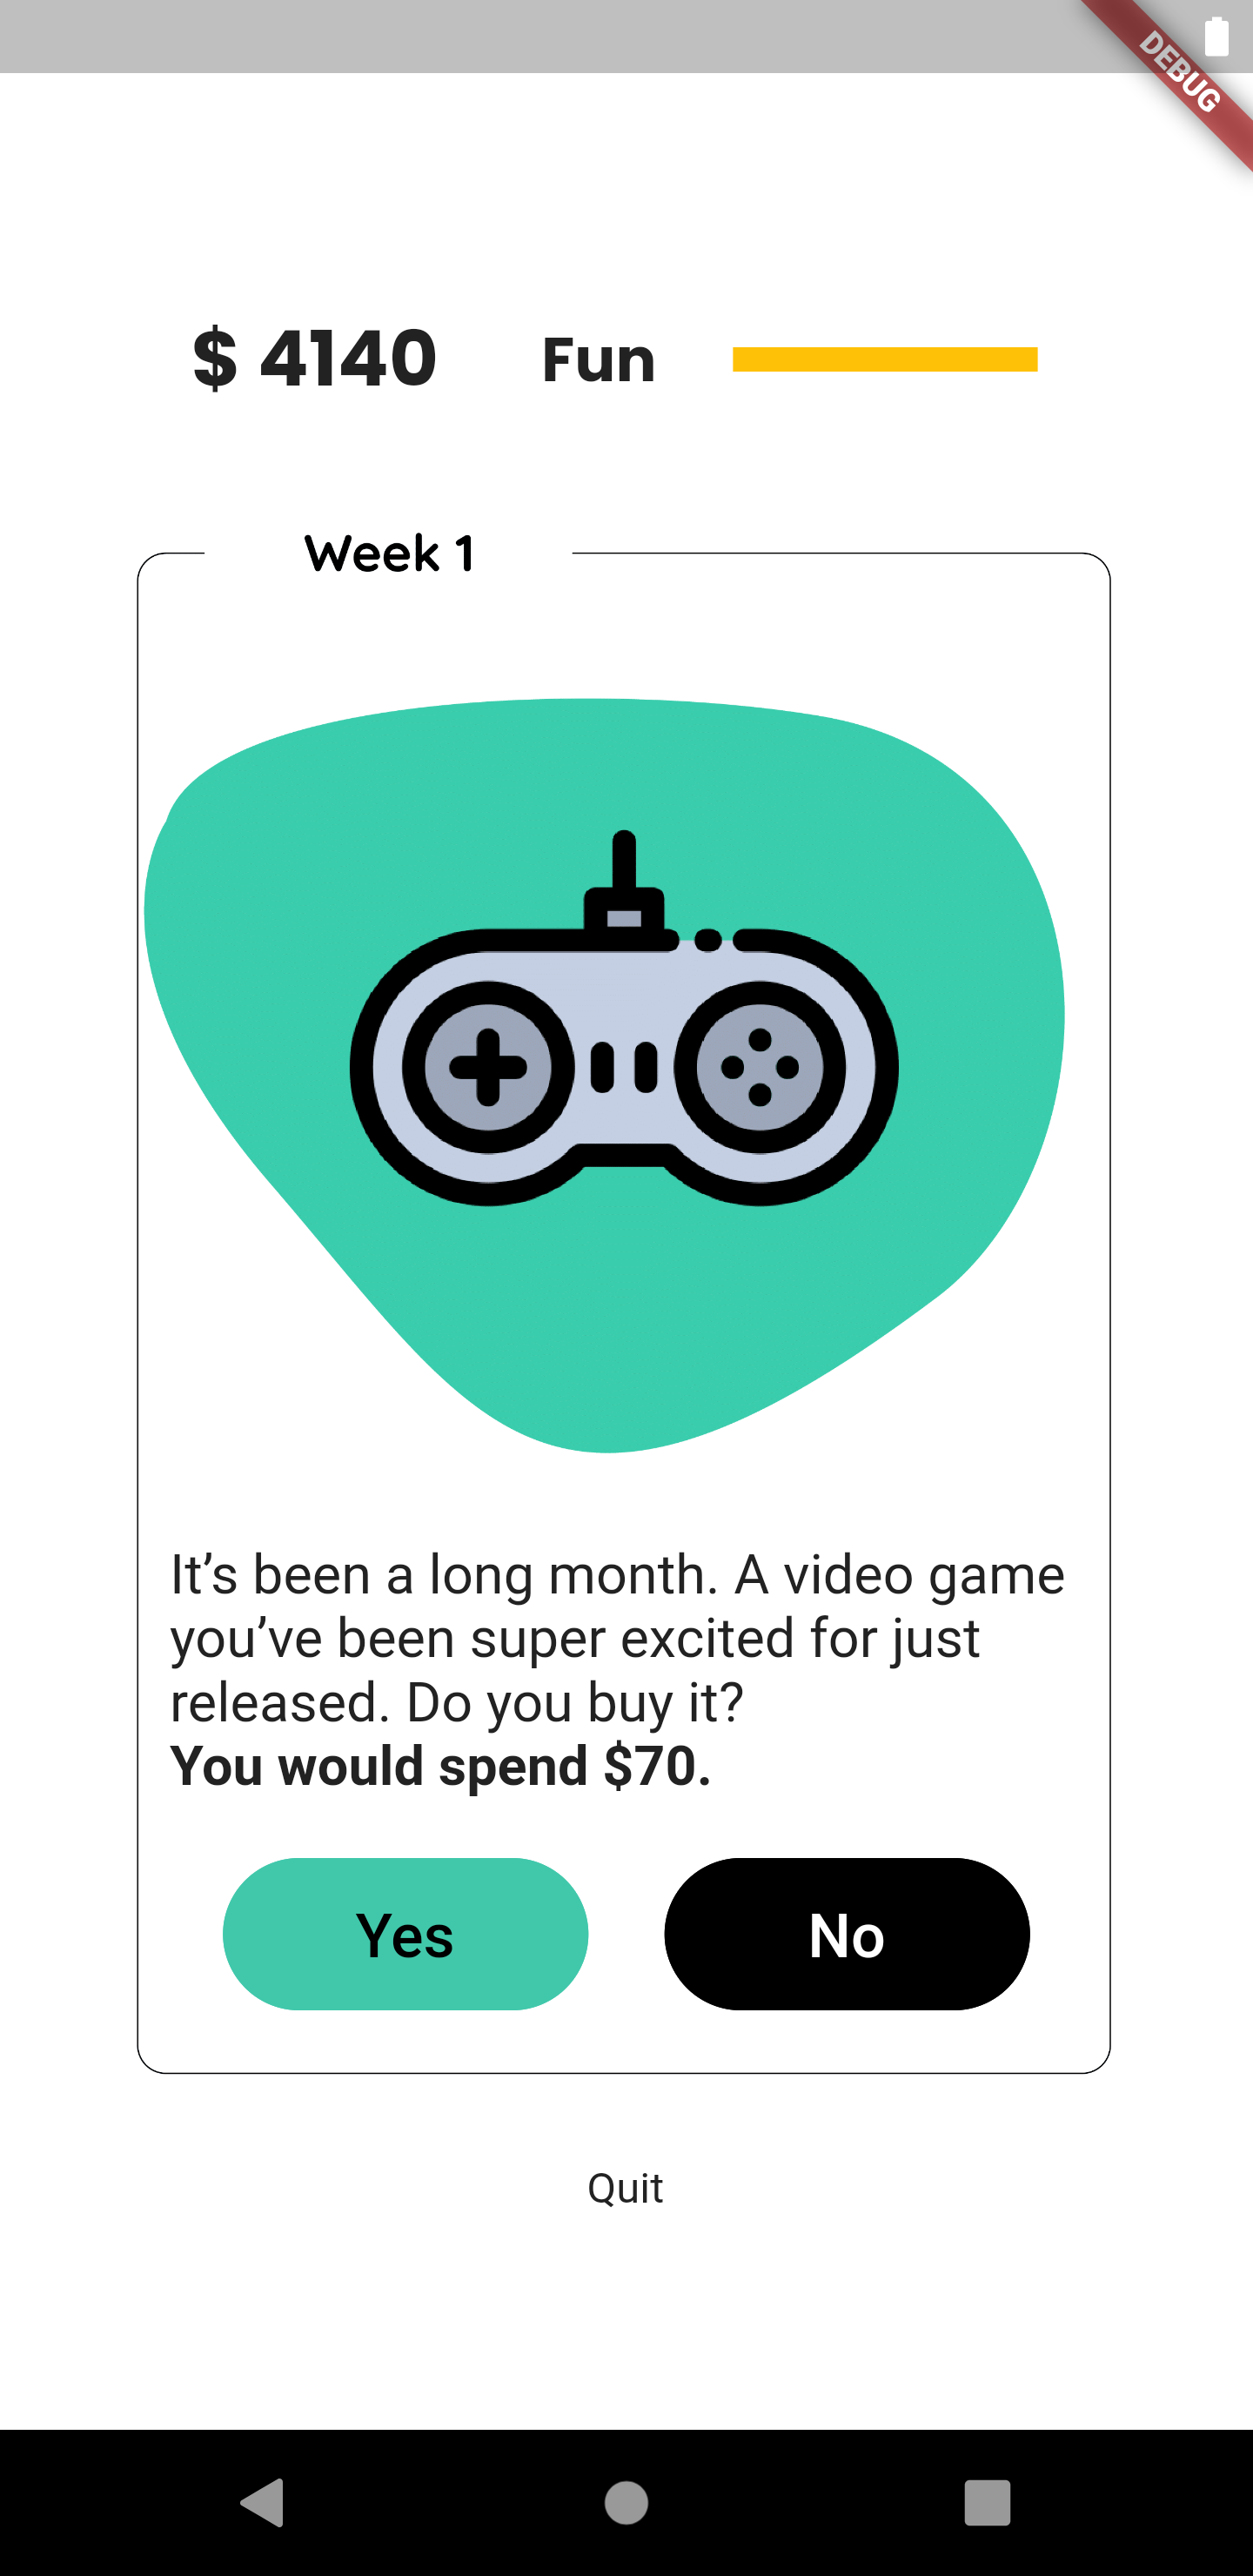 DEBUG
$ 4140 Fun
Week 1
It’s been a long month. A video game
you’ve been super excited for just
released. Do you buy it?
You would spend $70.
Yes No
Quit